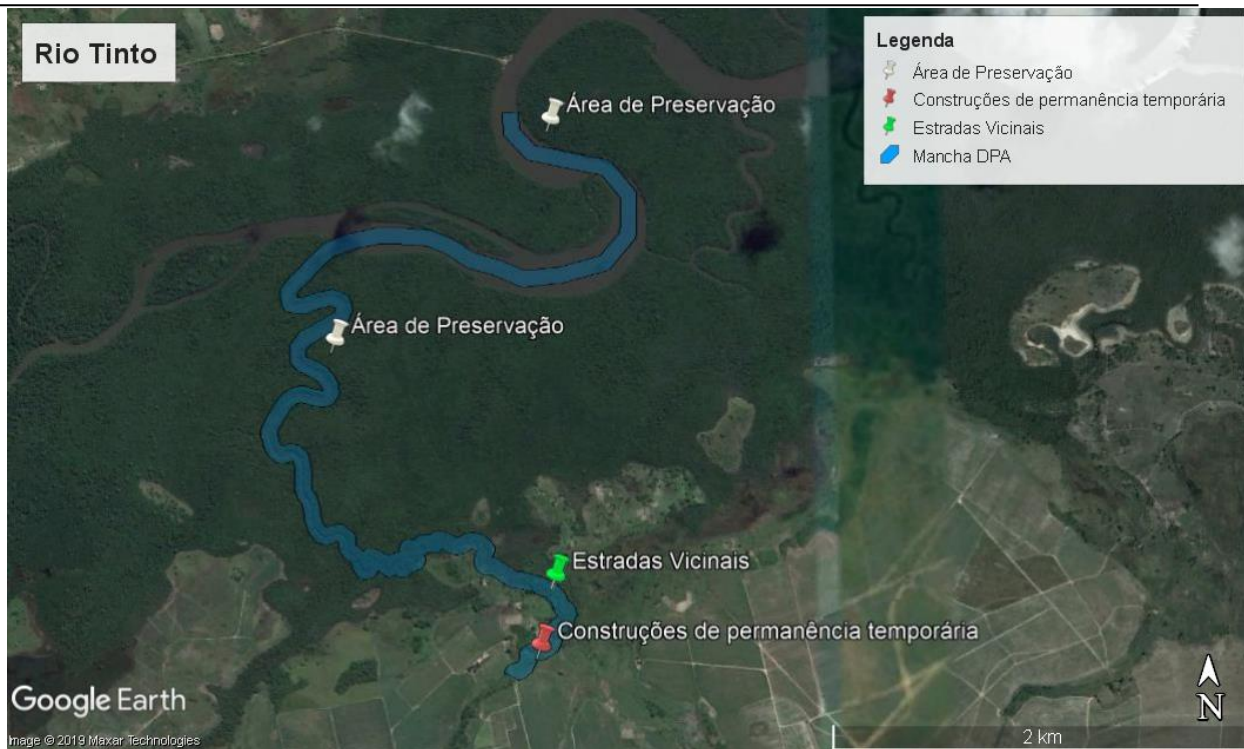 Rio Tinto
Legenda
Área de Preservação
Construções de permanência temporária
Estradas Vicinais
Mancha DPA
Área de Preservação
Área de Preservação
Estradas Vicinais
Construções de permanência temporária
Google Earth
Image © 2019 Maxar Technologies
2 km
N